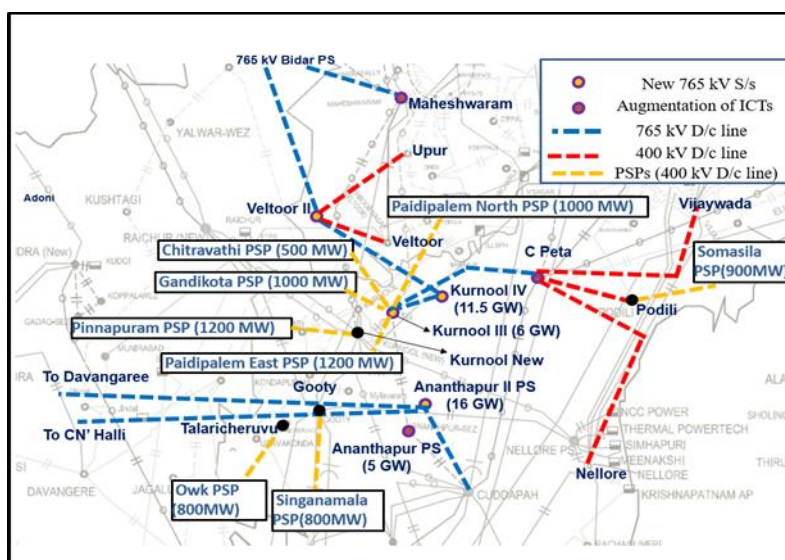 765 kV Bidar PS
Maheshwaram
New 765 kV S/s
Augmentation of ICTs
765 kV D/c line
400 kV D/c line
PSPs (400 kV D/c line)
YALWAR-WEZ
Upur
Adoni
KUSHTAGI
Veltoor II
Paidipalem North PSP (1000 MW)
Vijaywada
RAICHUR (NEW)
Veltoor
Chitravathi PSP (500 MW)
C Peta
Somasila
PSP(900MW)
Gandikota PSP (1000 MW)
Kurnool IV
(11.5 GW)
Podili
Pinnapuram PSP (1200 MW)
Kurnool III (6 GW)
Paidipalem East PSP (1200 MW)
Kurnool New
To Davangaree
Gooty
Ananthapur II PS
(16 GW)
To CN' Halli
Talaricheruvu
Ananthapur PS
(5 GW)
NCC POWER
THERMAL POWERTECH
SIMHAPURI
MEENAKSHI
NELLORE
KRISHNAPATNAM AP
NELLORE PS
Nellore
Owk PSP
(800MW)
Singanamala
PSP(800MW)
CUDDAPAH
DAVANGERE